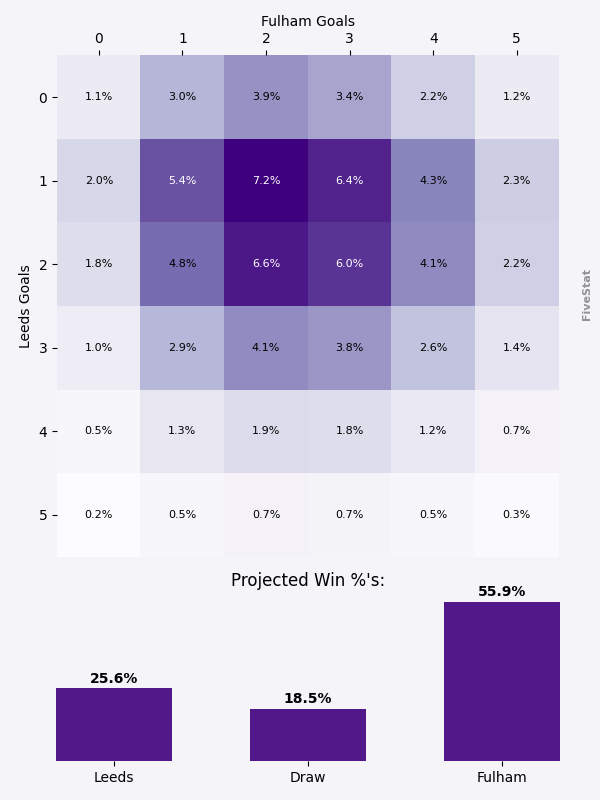 Fulham Goals
0 1 2 3 4 5
0 1.1% 3.0% 3.9% 3.4% 2.2% 1.2%
1 2.0% 5.4% 7.2% 6.4% 4.3% 2.3%
2 1.8% 4.8% 6.6% 6.0% 4.1% 2.2%
3 1.0% 2.9% 4.1% 3.8% 2.6% 1.4%
4 0.5% 1.3% 1.9% 1.8% 1.2% 0.7%
5 0.2% 0.5% 0.7% 0.7% 0.5% 0.3%
Leeds Goals
FiveStat
Projected Win %'s:
25.6% 18.5% 55.9%
Leeds Draw Fulham